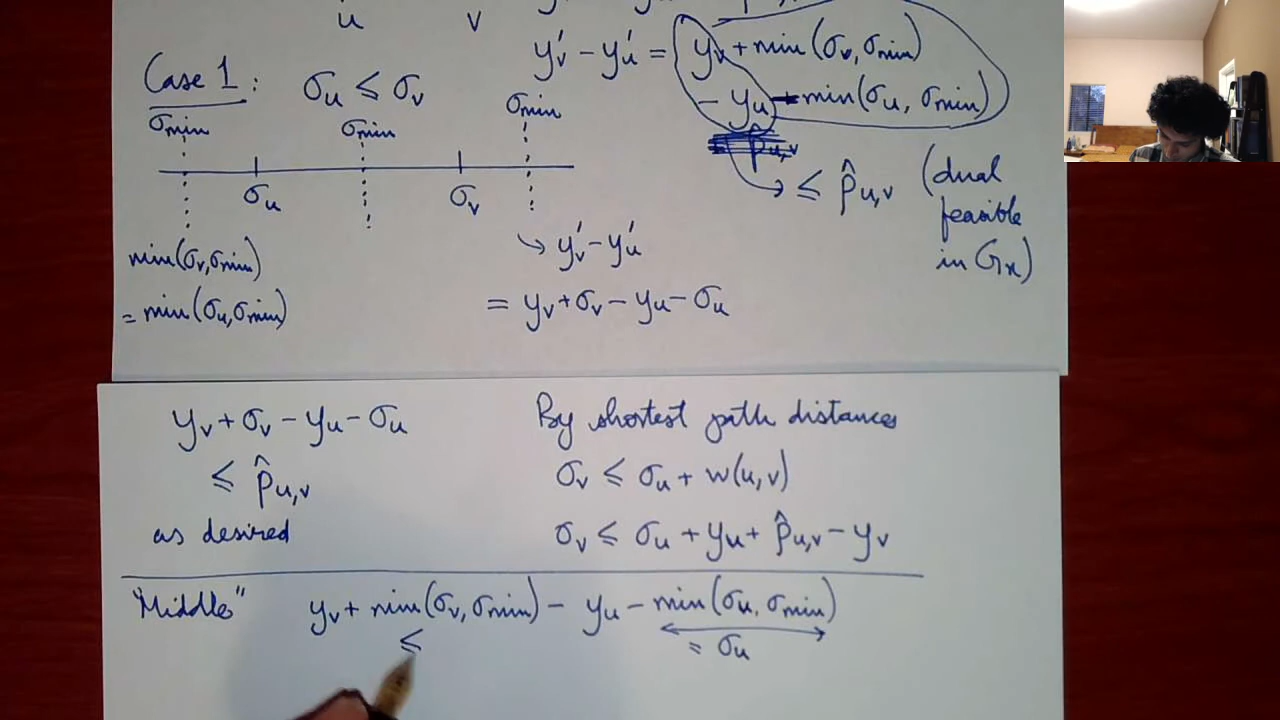 u v
y'v − y'u = yv + min(σv, σmin)
− yu − min(σu, σmin)
Case 1: σu ≤ σv
σmin σmin σmin
σu σv
≤ p̂u,v (dual feasible in Gx)
min(σv, σmin)
= min(σu, σmin)
→ y'v − y'u
= yv + σv − yu − σu
yv + σv − yu − σu
≤ p̂u,v
as desired
By shortest path distances
σv ≤ σu + w(u, v)
σv ≤ σu + yu + p̂u,v − yv
"Middle" yv + min(σv, σmin) − yu − min(σu, σmin)
≤ = σu